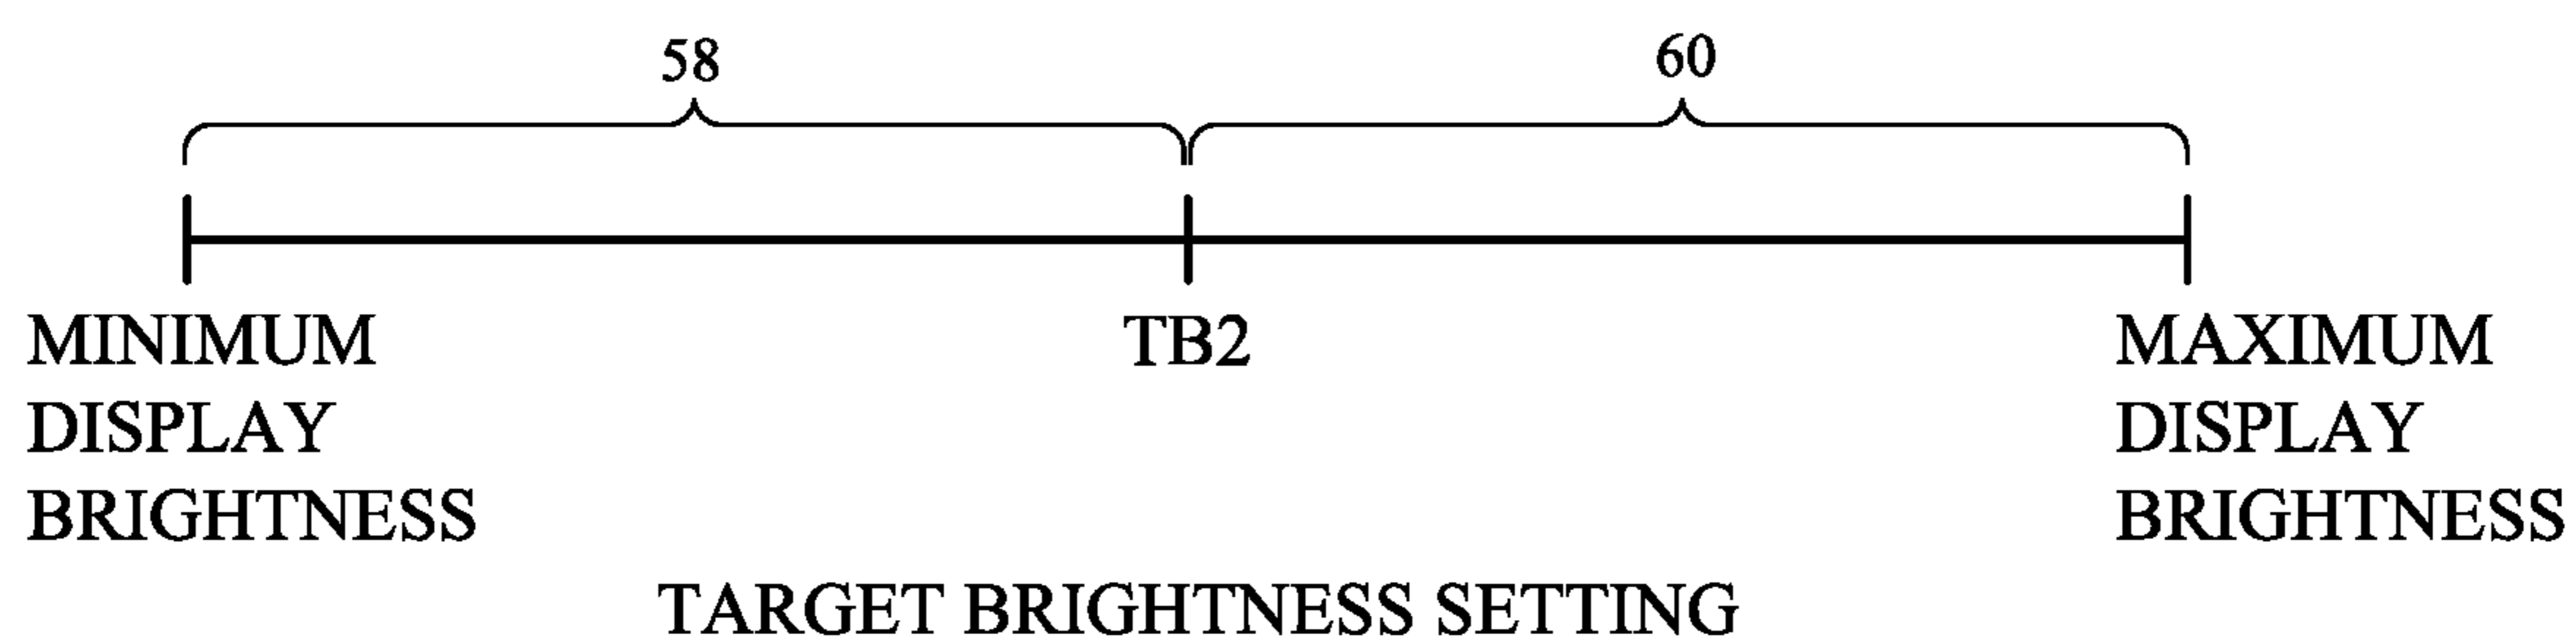 58
60
MINIMUM
DISPLAY
BRIGHTNESS
TB2
MAXIMUM
DISPLAY
BRIGHTNESS
TARGET BRIGHTNESS SETTING